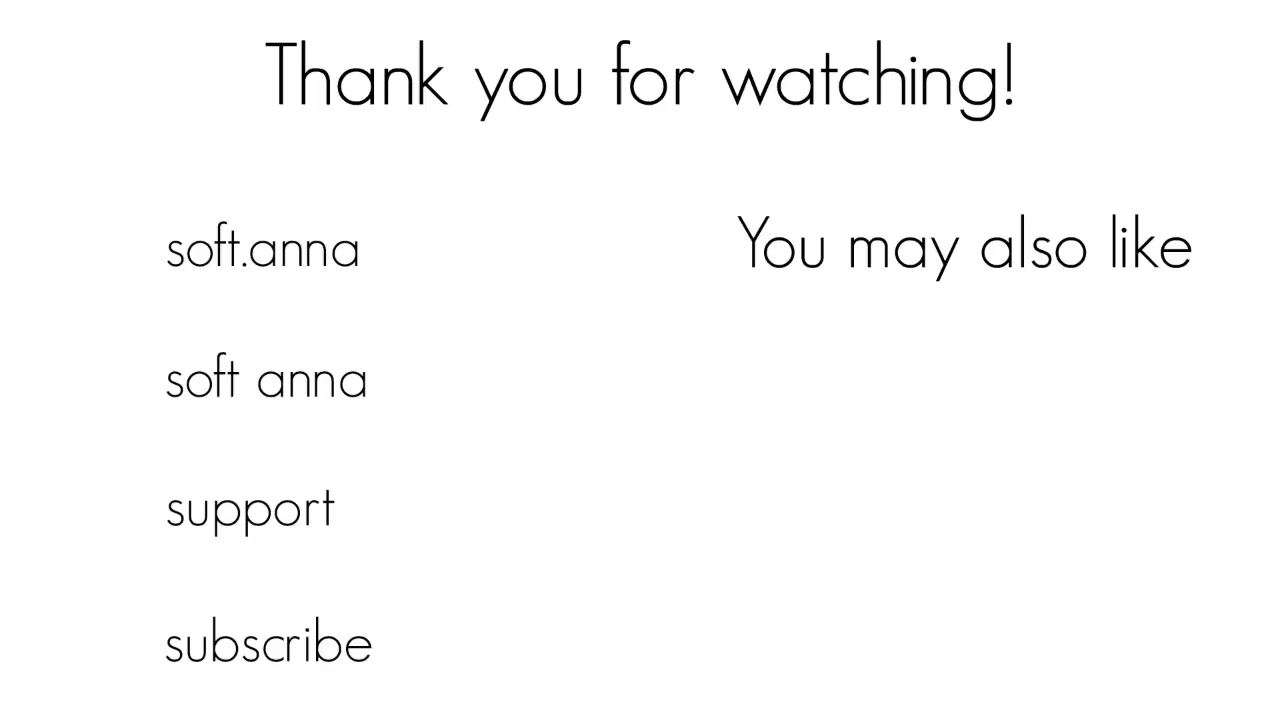 Thank you for watching!
soft.anna
You may also like
soft anna
support
subscribe